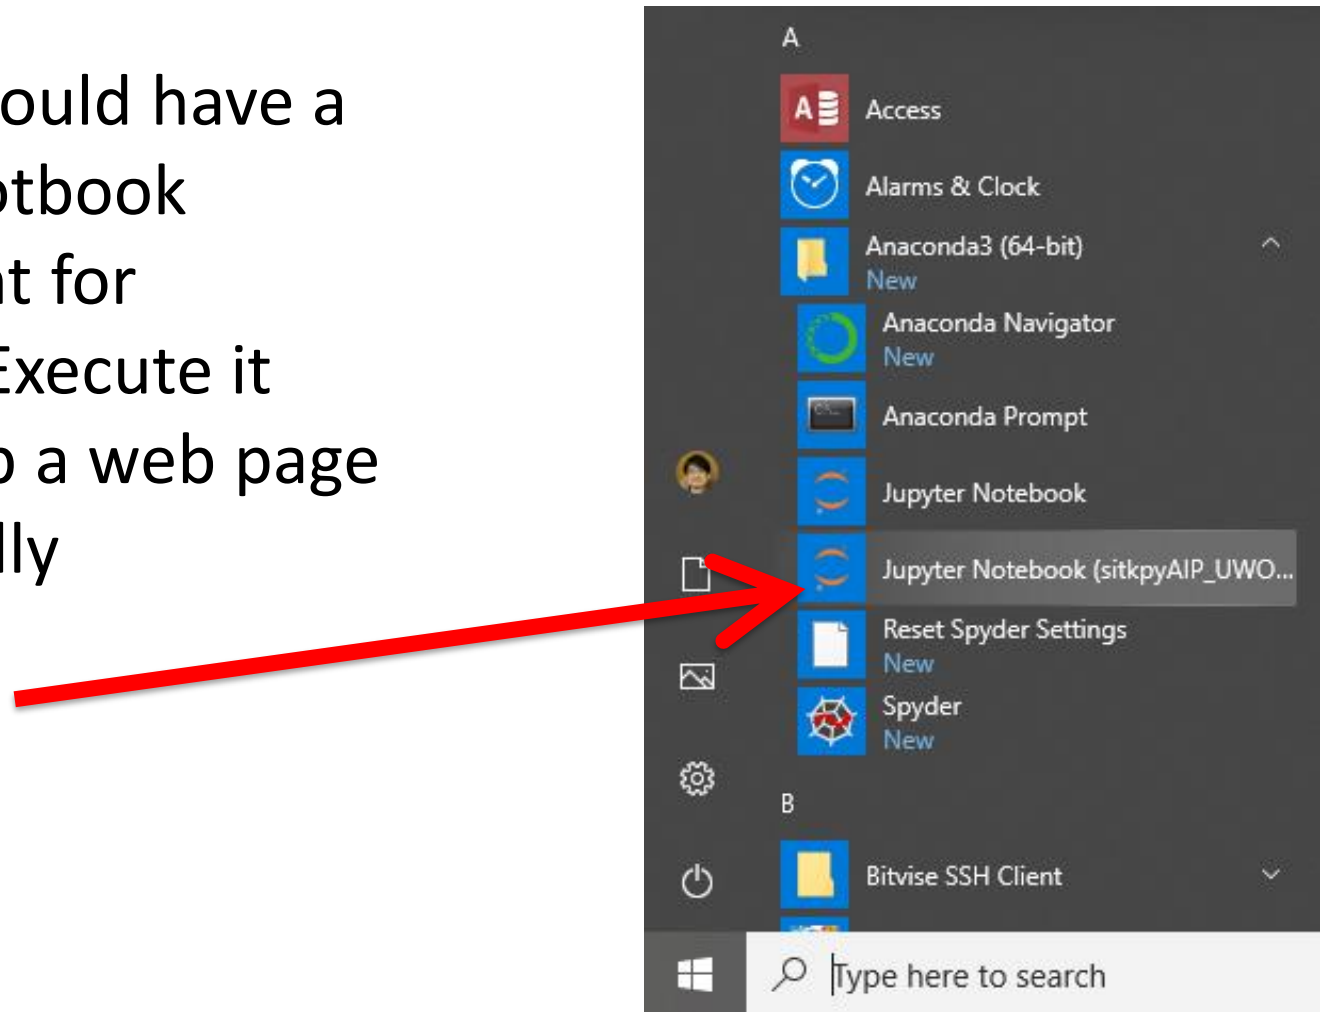 ould have a
otbook
t for
Execute it
a web page
lly
A
Access
Alarms & Clock
Anaconda3 (64-bit)
New
Anaconda Navigator
New
Anaconda Prompt
Jupyter Notebook
Jupyter Notebook (sitkpyAIP_UWO...
Reset Spyder Settings
New
Spyder
New
B
Bitvise SSH Client
Type here to search